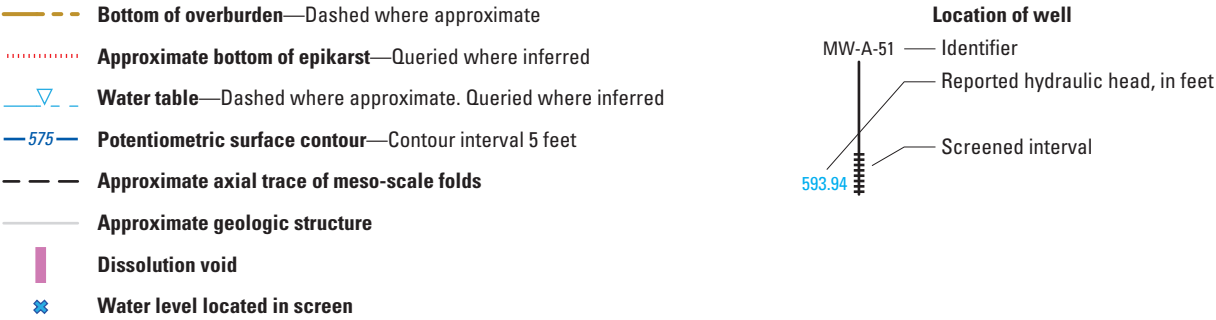 Bottom of overburden—Dashed where approximate
Approximate bottom of epikarst—Queried where inferred
Water table—Dashed where approximate. Queried where inferred
575
Potentiometric surface contour—Contour interval 5 feet
Approximate axial trace of meso-scale folds
Approximate geologic structure
Dissolution void
Water level located in screen
Location of well
MW-A-51
Identifier
Reported hydraulic head, in feet
Screened interval
593.94